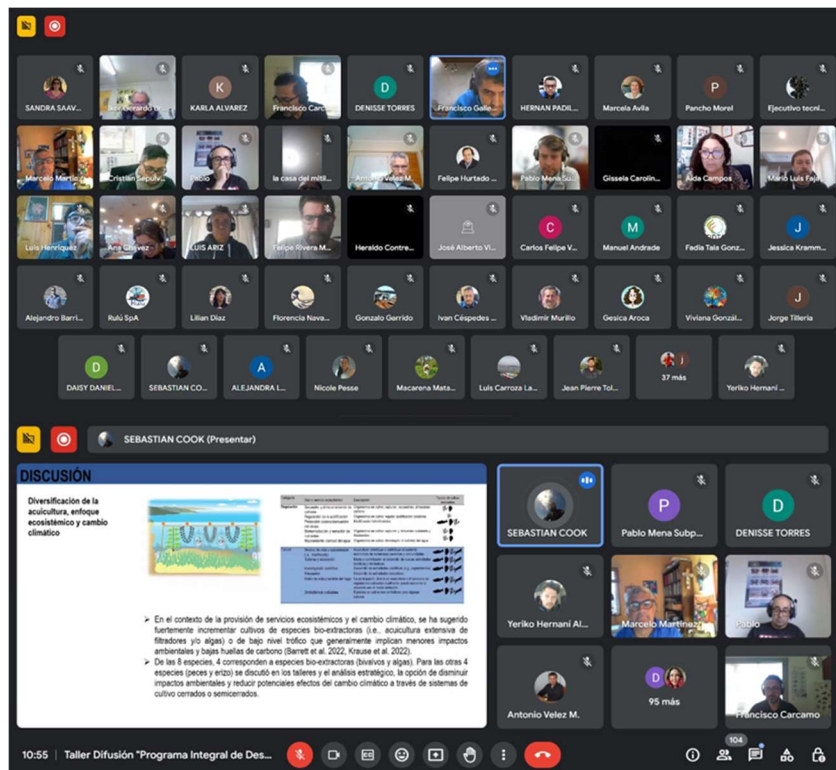 SANDRA SAAV...
K
KARLA ALVAREZ
Francisco Carc...
D
DENISSE TORRES
Francisco Galle...
HERNAN PADIL...
Marcela Avila
P
Pancho Morel
Ejecutivo tecni...
Marcelo Martin...
Cristian Sepulv...
Pablo
la casa del mitil...
Antonio Velez M.
Felipe Hurtado ...
Pablo Mena Su...
Gissela Carolin...
Aida Campos
Mario Luis Faja...
Luis Henriquez
Ana Chavez
LUIS ARIZ
Felipe Rivera M...
Heraldo Contre...
José Alberto Vi...
C
Carlos Felipe V...
M
Manuel Andrade
Fadia Tala Gonz...
J
Jessica Kramm...
Alejandro Barri...
Rulú SpA
Lilian Díaz
Florencia Nava...
Gonzalo Garrido
Ivan Céspedes ...
Vladimir Murillo
Gesica Aroca
Viviana Gonzál...
J
Jorge Tilleria
D
DAISY DANIEL...
SEBASTIAN CO...
A
ALEJANDRA I...
Nicole Pesse
Macarena Mata...
Luis Carroza La...
Jean Pierre Tol...
J
37 más
Yeriko Hernani ...
SEBASTIAN COOK (Presentar)
DISCUSIÓN
Diversificación de la
acuicultura, enfoque
ecosistémico y cambio
climático
➢ En el contexto de la provisión de servicios ecosistémicos y el cambio climático, se ha sugerido
fuertemente incrementar cultivos de especies bio-extractoras (i.e., acuicultura extensiva de
filtradores y/o algas) o de bajo nivel trófico que generalmente implican menores impactos
ambientales y bajas huellas de carbono (Barrett et al. 2022, Krause et al. 2022).
➢ De las 8 especies, 4 corresponden a especies bio-extractoras (bivalvos y algas). Para las otras 4
especies (peces y erizo) se discutió en los talleres y el análisis estratégico, la opción de disminuir
impactos ambientales y reducir potenciales efectos del cambio climático a través de sistemas de
cultivo cerrados o semicerrados.
SEBASTIAN COOK
P
Pablo Mena Subp...
D
DENISSE TORRES
Yeriko Hernani Al...
Marcelo Martinez
Pablo
Antonio Velez M.
D
95 más
Francisco Carcamo
10:55 | Taller Difusión "Programa Integral de Des...
104